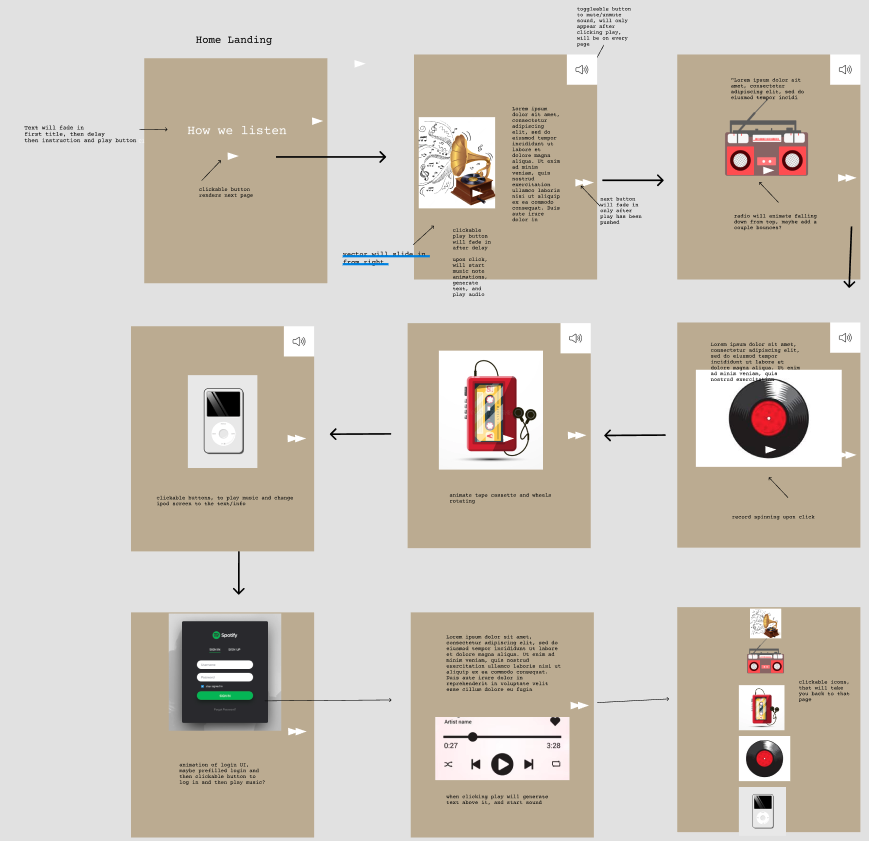 Home Landing
Text will fade in
first title, then delay
then instruction and play button
How we listen
clickable button
renders next page
toggleable button
to mute/unmute
sound, will only
appear after
clicking play,
will be on every
page
Lorem ipsum
dolor sit amet,
consectetur
adipiscing
elit, sed do
eiusmod tempor
incididunt ut
labore et
dolore magna
aliqua. Ut enim
ad minim
veniam, quis
nostrud
exercitation
ullamco laboris
nisi ut aliquip
ex ea commodo
consequat. Duis
aute irure
dolor in
vector will slide in
from right
clickable
play button
will fade in
after delay
upon click,
will start
music note
animations,
generate
text, and
play audio
next button
will fade in
only after
play has been
pushed
"Lorem ipsum dolor sit
amet, consectetur
adipiscing elit, sed do
eiusmod tempor incidi
radio will animate falling
down from top, maybe add a
couple bounces?
clickable buttons, to play music and change
ipod screen to the text/info
animate tape cassette and wheels
rotating
Lorem ipsum dolor sit amet,
consectetur adipiscing elit,
sed do eiusmod tempor
incididunt ut labore et
dolore magna aliqua. Ut enim
ad minim veniam, quis
nostrud exercitation
record spinning upon click
Spotify
SIGN IN
SIGN UP
Username
Password
SIGN IN
animation of login UI,
maybe prefilled login and
then clickable button to
log in and then play music?
Lorem ipsum dolor sit amet,
consectetur adipiscing elit, sed do
eiusmod tempor incididunt ut labore
et dolore magna aliqua. Ut enim ad
minim veniam, quis nostrud
exercitation ullamco laboris nisi ut
aliquip ex ea commodo consequat.
Duis aute irure dolor in
reprehenderit in voluptate velit
esse cillum dolore eu fugia
Artist name
0:27
3:28
when clicking play will generate
text above it, and start sound
clickable icons,
that will take
you back to that
page